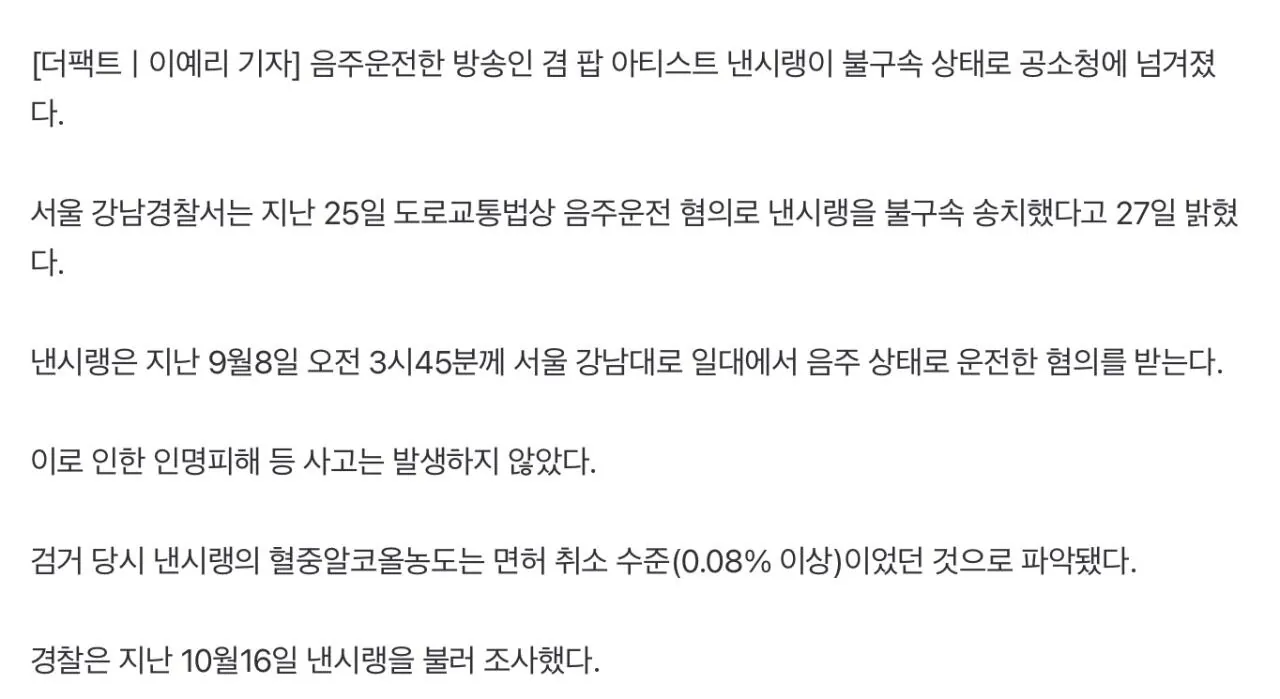 [더팩트ㅣ이예리 기자] 음주운전한 방송인 겸 팝 아티스트 낸시랭이 불구속 상태로 공소청에 넘겨졌
다.
서울 강남경찰서는 지난 25일 도로교통법상 음주운전 혐의로 낸시랭을 불구속 송치했다고 27일 밝혔
다.
낸시랭은 지난 9월8일 오전 3시45분께 서울 강남대로 일대에서 음주 상태로 운전한 혐의를 받는다.
이로 인한 인명피해 등 사고는 발생하지 않았다.
검거 당시 낸시랭의 혈중알코올농도는 면허 취소 수준(0.08% 이상)이었던 것으로 파악됐다.
경찰은 지난 10월16일 낸시랭을 불러 조사했다.